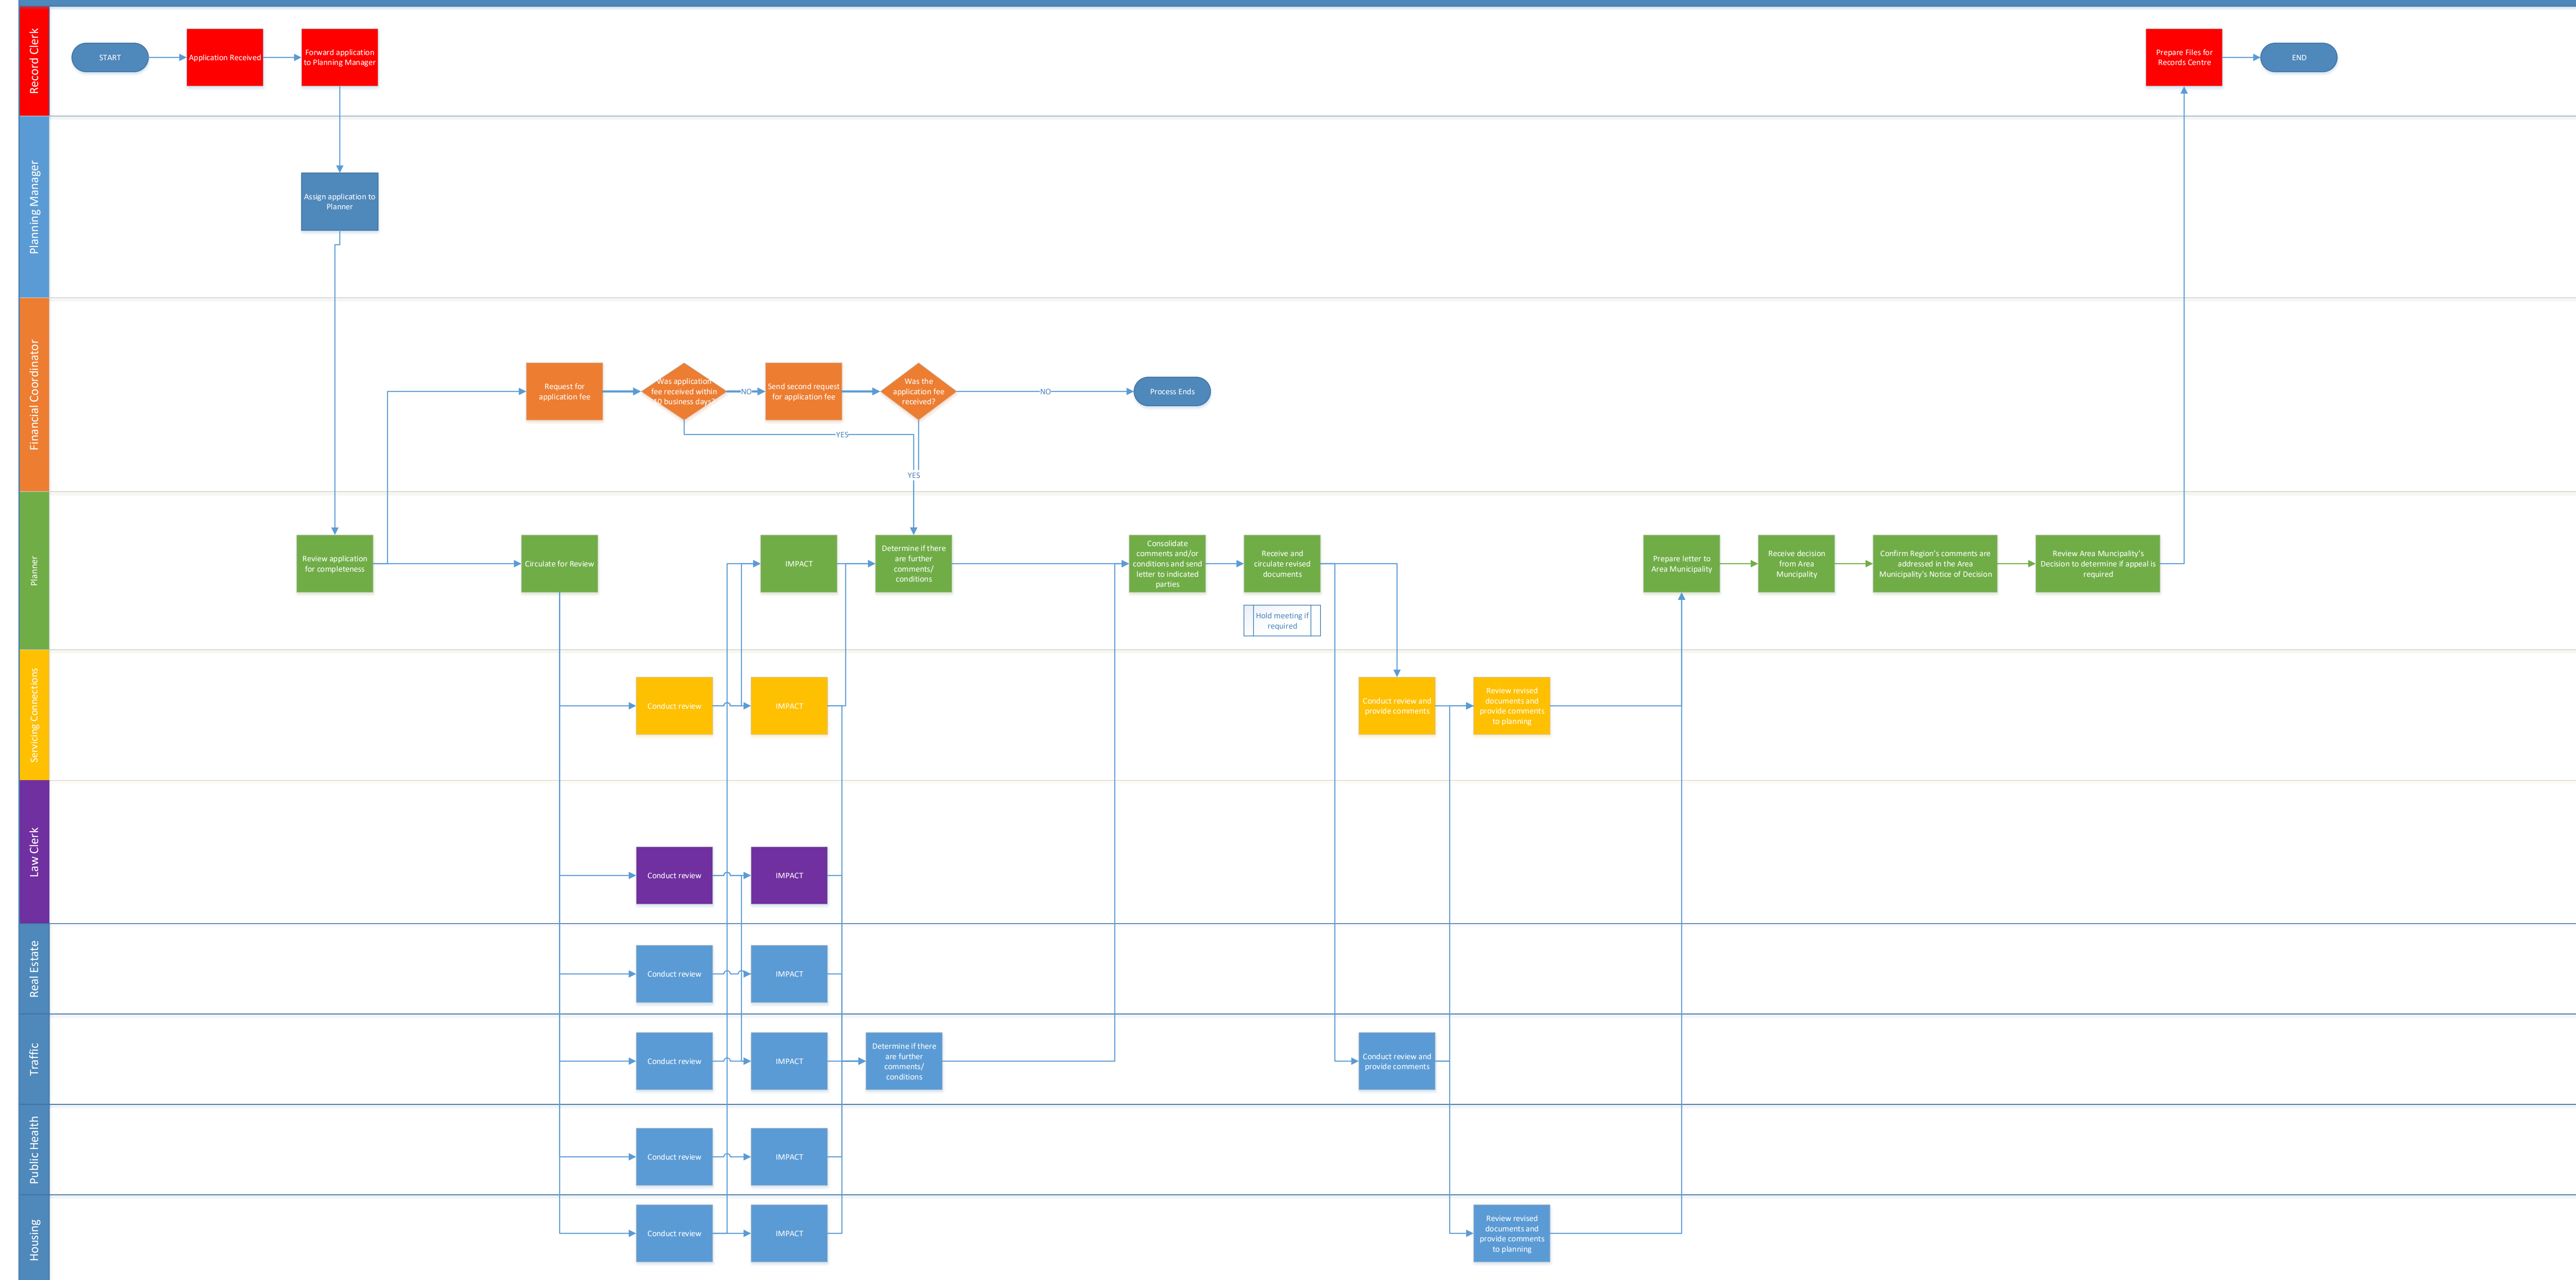 Record Clerk
START
Application Received
Forward application
to Planning Manager
Prepare Files for
Records Centre
END
Planning Manager
Assign application to
Planner
Financial Coordinator
Request for
application fee
Was application
fee received within
10 business days?
NO
Send second request
for application fee
Was the
application fee
received?
NO
Process Ends
YES
YES
Planner
Review application
for completeness
Circulate for Review
IMPACT
Determine if there
are further
comments/
conditions
Consolidate
comments and/or
conditions and send
letter to indicated
parties
Receive and
circulate revised
documents
Hold meeting if
required
Prepare letter to
Area Municipality
Receive decision
from Area
Muncipality
Confirm Region's comments are
addressed in the Area
Municipality's Notice of Decision
Review Area Muncipality's
Decision to determine if appeal is
required
Servicing Connections
Conduct review
IMPACT
Conduct review and
provide comments
Review revised
documents and
provide comments
to planning
Law Clerk
Conduct review
IMPACT
Real Estate
Conduct review
IMPACT
Traffic
Conduct review
IMPACT
Determine if there
are further
comments/
conditions
Conduct review and
provide comments
Public Health
Conduct review
IMPACT
Housing
Conduct review
IMPACT
Review revised
documents and
provide comments
to planning